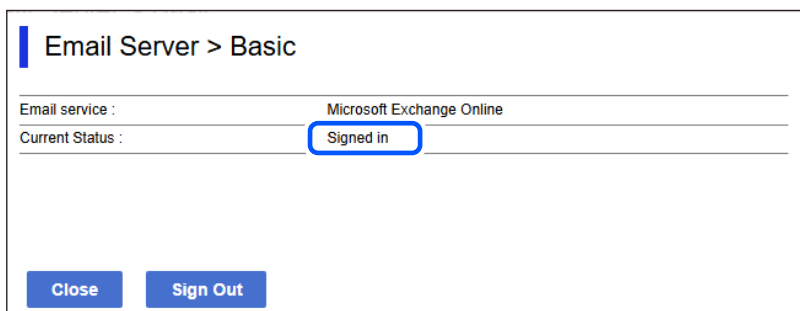 Email Server > Basic
Email service : Microsoft Exchange Online
Current Status : Signed in
Close Sign Out